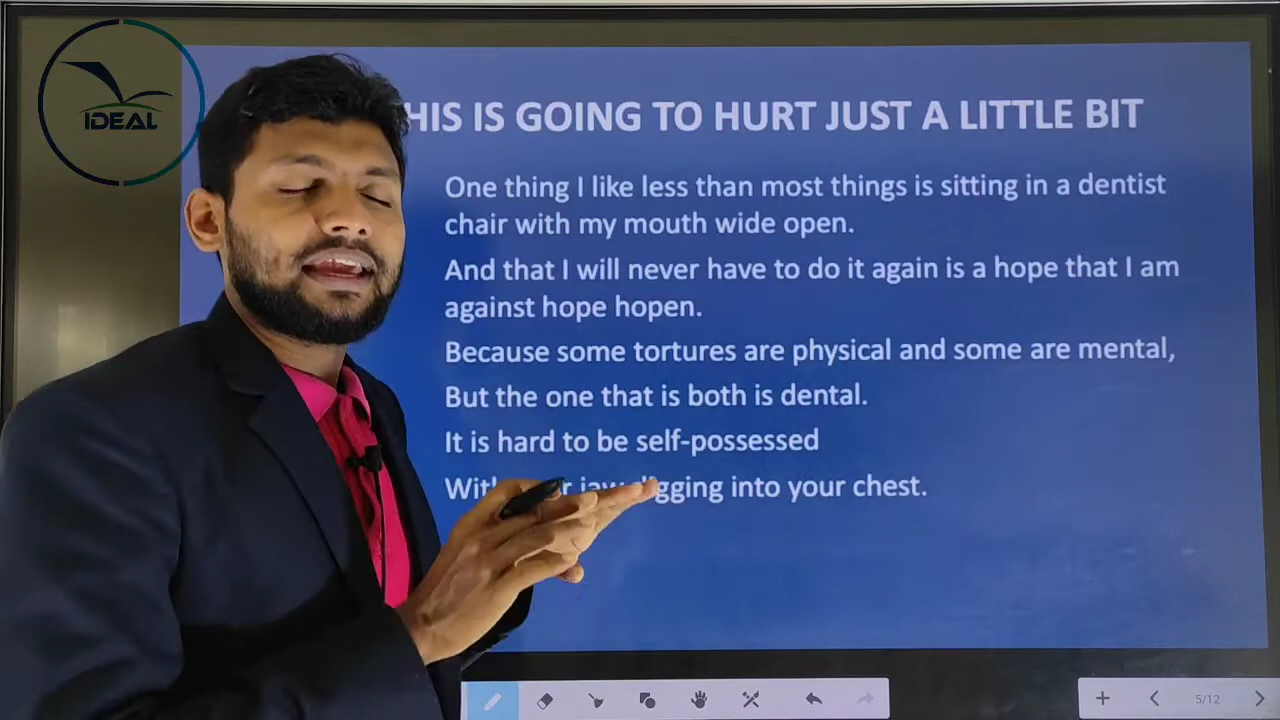 IDEAL
HIS IS GOING TO HURT JUST A LITTLE BIT
One thing I like less than most things is sitting in a dentist
chair with my mouth wide open.
And that I will never have to do it again is a hope that I am
against hope hopen.
Because some tortures are physical and some are mental,
But the one that is both is dental.
It is hard to be self-possessed
into your chest.
5/12